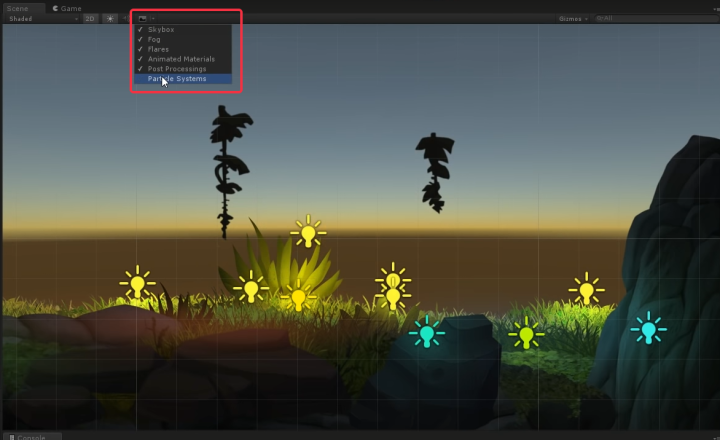 Scene Game
Shaded 2D Gizmos All
Skybox
Fog
Flares
Animated Materials
Post Processings
Particle Systems
Console